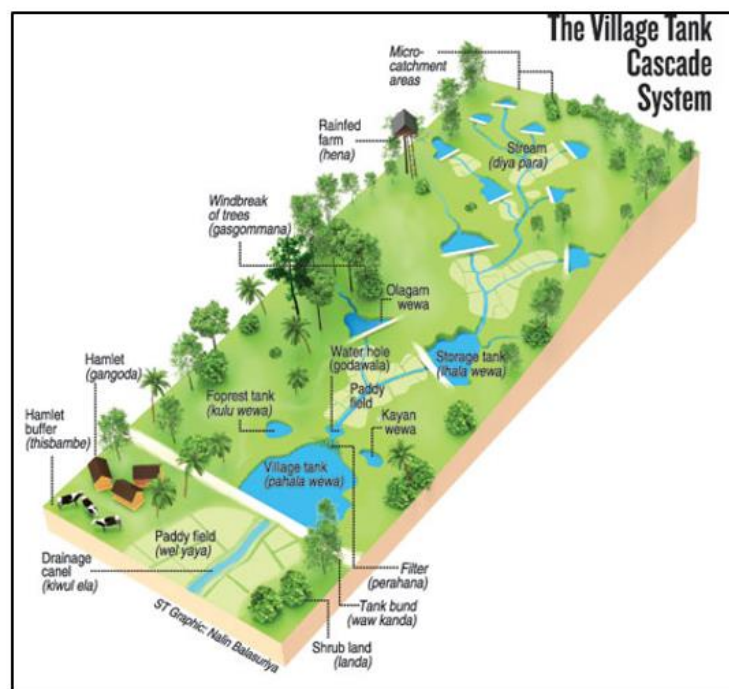 The Village Tank
Cascade
System
Micro-
catchment
areas
Rainfed
farm
(hena)
Stream
(diya para)
Windbreak
of trees
(gasgommana)
Olagam
wewa
Hamlet
(gangoda)
Water hole
(godawala)
Storage tank
(Ihala wewa)
Foprest tank
(kulu wewa)
Paddy
field
Hamlet
buffer
(thisbambe)
Kayan
wewa
Village tank
(pahala wewa)
Paddy field
(wel yaya)
Drainage
canel
(kiwul ela)
Filter
(perahana)
ST Graphic: Nalin Balasuriya
Tank bund
(waw kanda)
Shrub land
(landa)